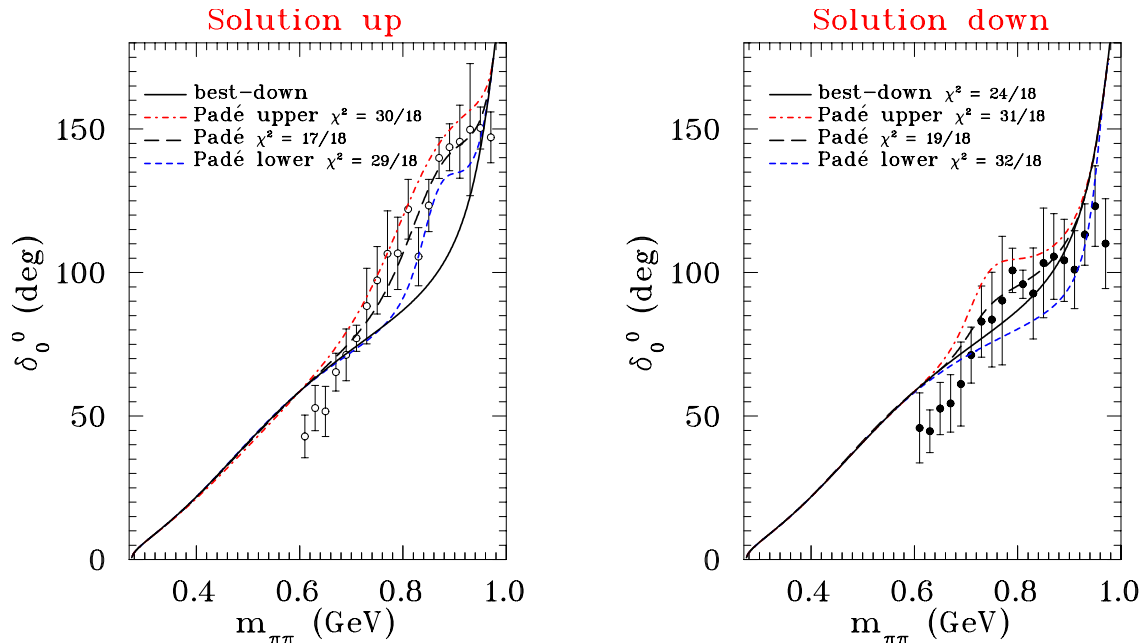 Solution up
best-down
Padé upper χ² = 30/18
Padé χ² = 17/18
Padé lower χ² = 29/18
150
100
50
0
δ₀⁰ (deg)
0.4 0.6 0.8 1.0
m_ππ (GeV)
Solution down
best-down χ² = 24/18
Padé upper χ² = 31/18
Padé χ² = 19/18
Padé lower χ² = 32/18
150
100
50
0
δ₀⁰ (deg)
0.4 0.6 0.8 1.0
m_ππ (GeV)